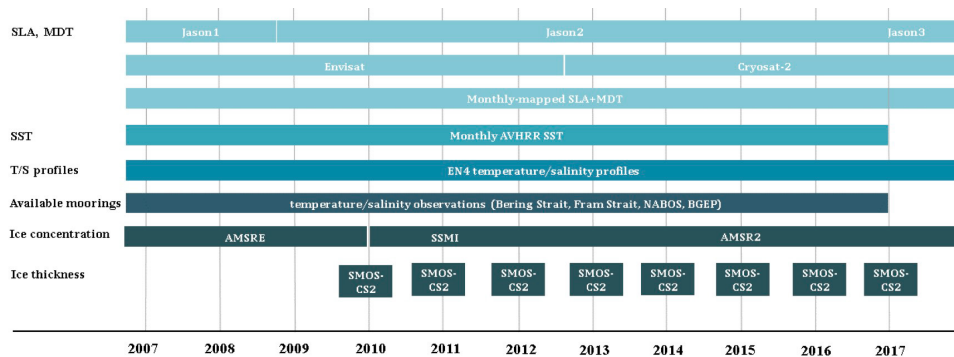 SLA, MDT Jason1 Jason2 Jason3
Envisat Cryosat-2
Monthly-mapped SLA+MDT
SST Monthly AVHRR SST
T/S profiles EN4 temperature/salinity profiles
Available moorings temperature/salinity observations (Bering Strait, Fram Strait, NABOS, BGEP)
Ice concentration AMSRE SSMI AMSR2
Ice thickness
SMOS-
CS2
SMOS-
CS2
SMOS-
CS2
SMOS-
CS2
SMOS-
CS2
SMOS-
CS2
SMOS-
CS2
SMOS-
CS2
2007 2008 2009 2010 2011 2012 2013 2014 2015 2016 2017